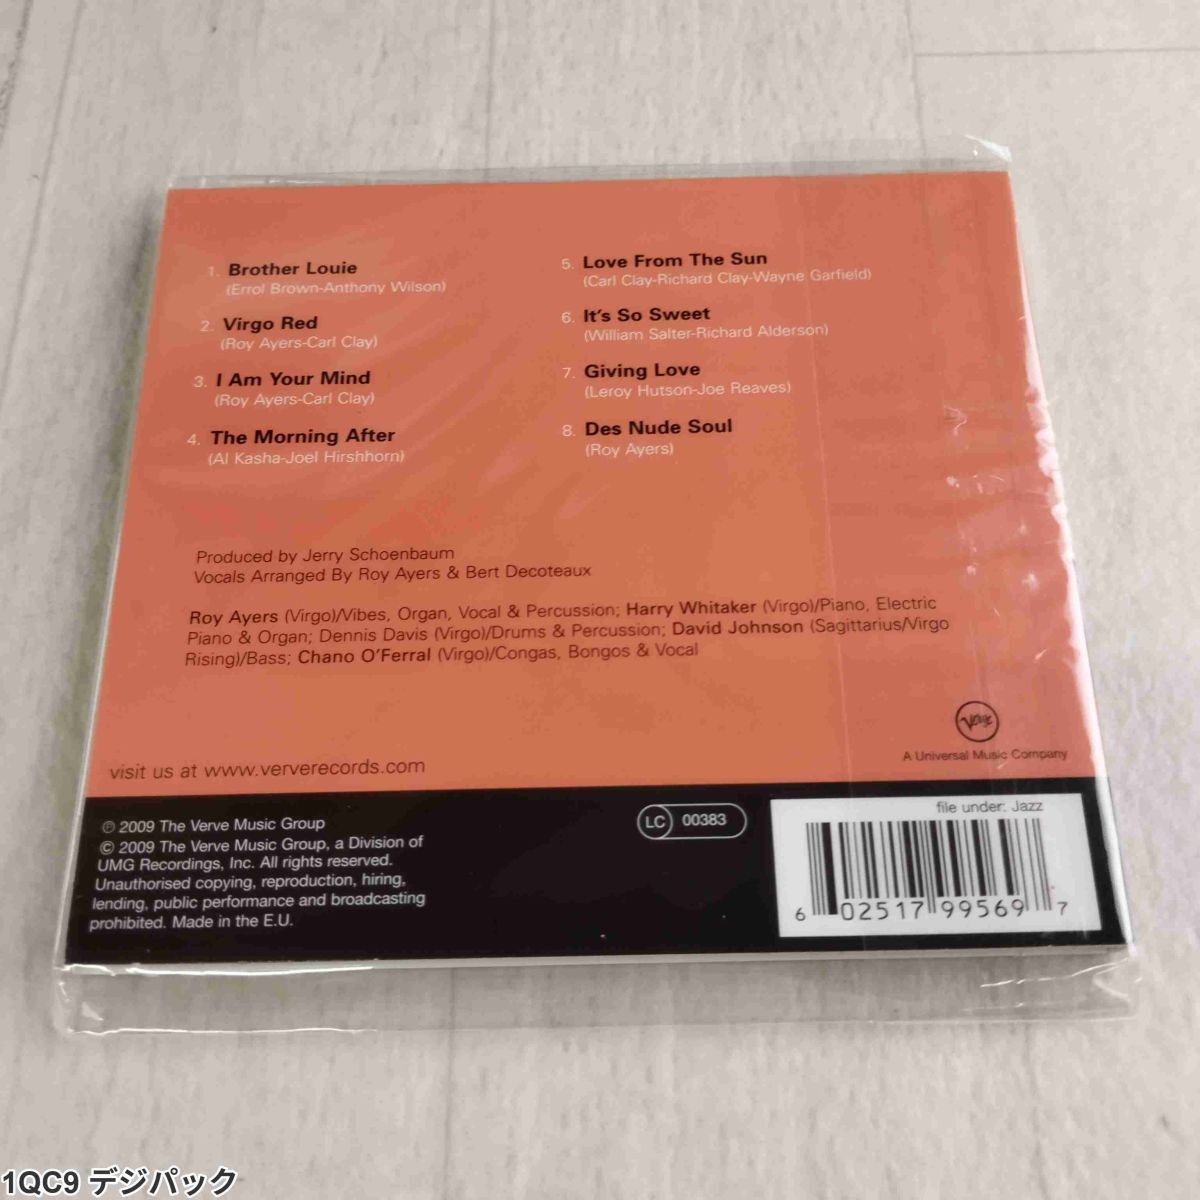 1. Brother Louie
(Errol Brown-Anthony Wilson)
2. Virgo Red
(Roy Ayers-Carl Clay)
3. I Am Your Mind
(Roy Ayers-Carl Clay)
4. The Morning After
(Al Kasha-Joel Hirshhorn)
5. Love From The Sun
(Carl Clay-Richard Clay-Wayne Garfield)
6. It's So Sweet
(William Salter-Richard Alderson)
7. Giving Love
(Leroy Hutson-Joe Reaves)
8. Des Nude Soul
(Roy Ayers)
Produced by Jerry Schoenbaum
Vocals Arranged By Roy Ayers & Bert Decoteaux
Roy Ayers (Virgo)/Vibes, Organ, Vocal & Percussion; Harry Whitaker (Virgo)/Piano, Electric
Piano & Organ; Dennis Davis (Virgo)/Drums & Percussion; David Johnson (Sagittarius/Virgo
Rising)/Bass; Chano O'Ferral (Virgo)/Congas, Bongos & Vocal
Verve
A Universal Music Company
visit us at www.ververecords.com
℗ 2009 The Verve Music Group
© 2009 The Verve Music Group, a Division of
UMG Recordings, Inc. All rights reserved.
Unauthorised copying, reproduction, hiring,
lending, public performance and broadcasting
prohibited. Made in the E.U.
LC 00383
file under: Jazz
6 02517 99569 7
1QC9 デジパック